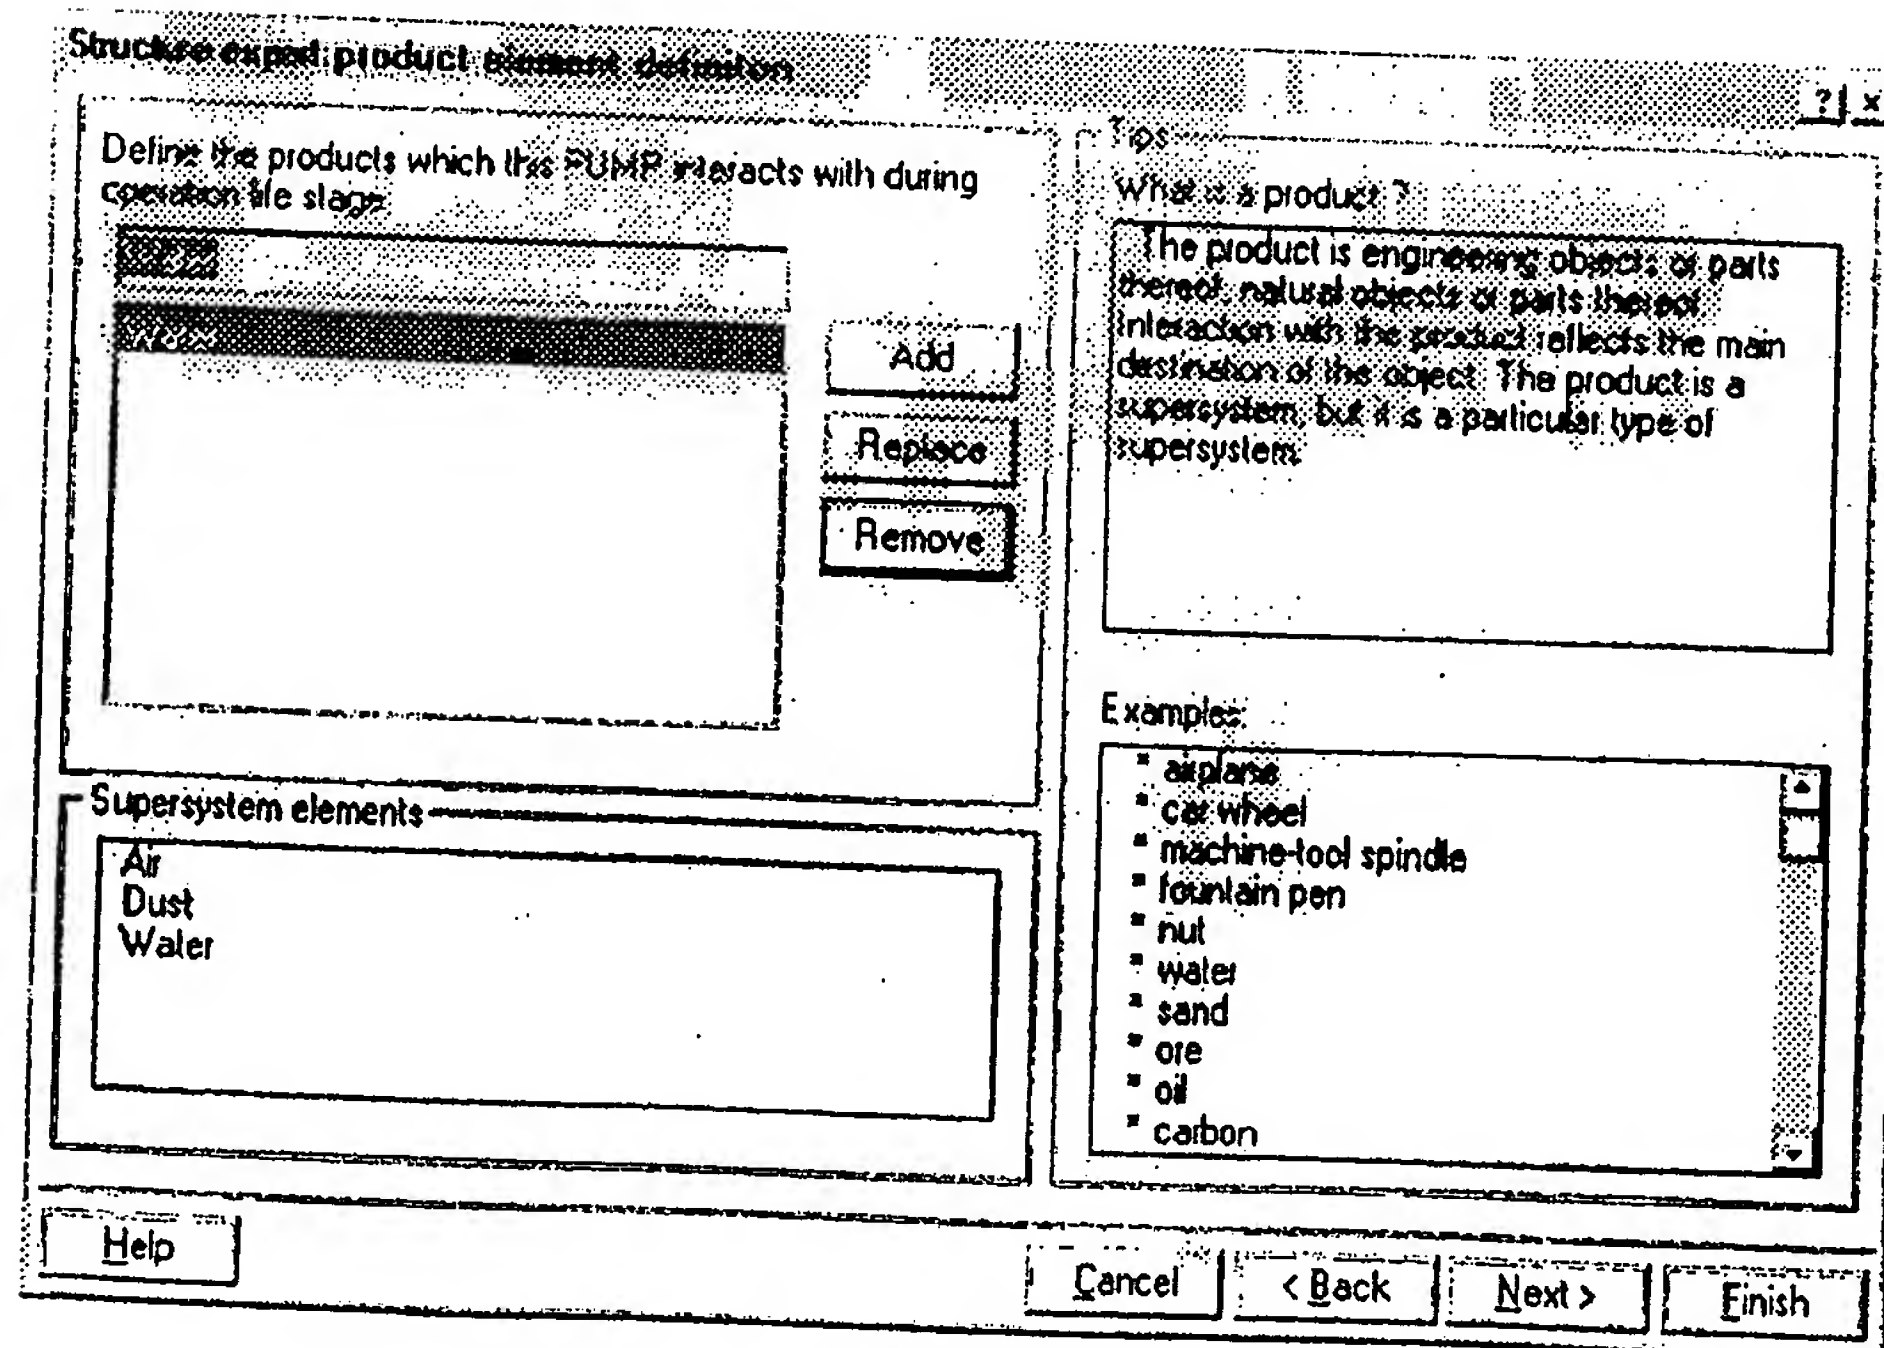 Structure expert: product element definition
? x
Define the products which this PUMP interacts with during
operation life stage
Add
Replace
Remove
Supersystem elements
Air
Dust
Water
Tips
What is a product ?
The product is engineering objects or parts
thereof, natural objects or parts thereof.
Interaction with the product reflects the main
destination of the object. The product is a
supersystem, but it is a particular type of
supersystem.
Examples:
* airplane
* car wheel
* machine-tool spindle
* fountain pen
* nut
* water
* sand
* ore
* oil
* carbon
Help
Cancel
< Back
Next >
Finish